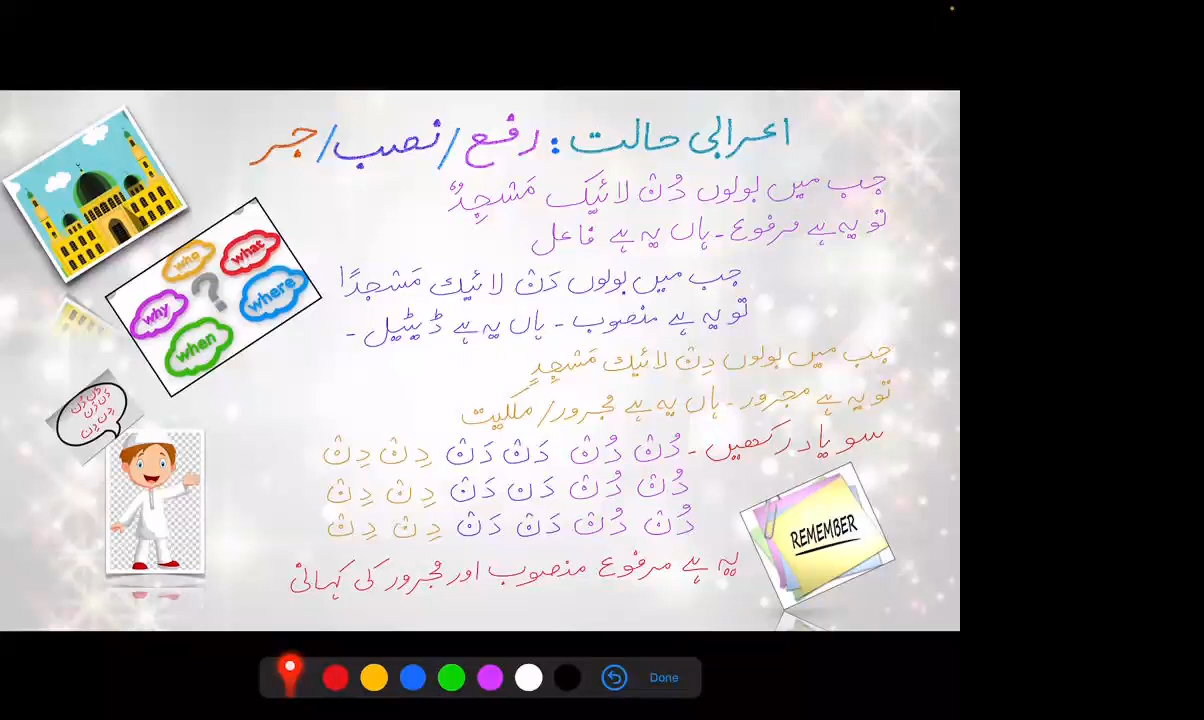 اعرابی حالت : رفع/نصب/جر
جب میں بولوں دُنْ لائیک مَسْجِدٌ
تو یہ ہے مرفوع۔ہاں یہ ہے فاعل
جب میں بولوں دَنْ لائیک مَسْجِدًا
تو یہ ہے منصوب۔ ہاں یہ ہے ڈیٹیل۔
جب میں بولوں دِنْ لائیک مَسْجِدٍ
تو یہ ہے مجرور۔ ہاں یہ ہے مجرور/ ملکیت
سو یاد رکھیں۔ دُنْ دُنْ دَنْ دَنْ دِنْ دِنْ
دُنْ دُنْ دَنْ دَنْ دِنْ دِنْ
دُنْ دُنْ دَنْ دَنْ دِنْ دِنْ
یہ ہے مرفوع منصوب اور مجرور کی کہانی
who
what
why
?
where
when
دُنْ دُنْ
دَنْ دَنْ
دِنْ دِنْ
REMEMBER
Done